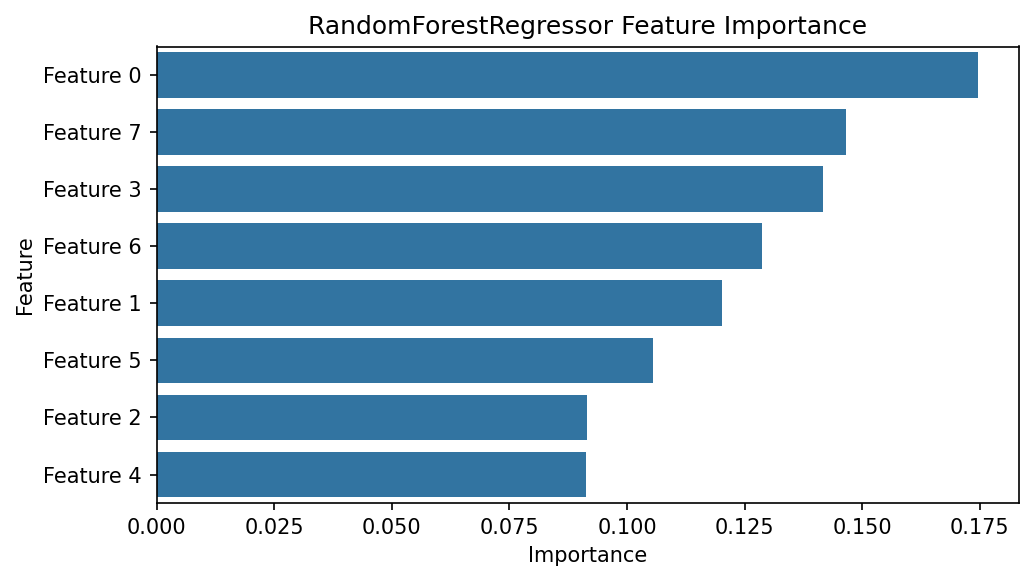 RandomForestRegressor Feature Importance
Feature
Feature 0
Feature 7
Feature 3
Feature 6
Feature 1
Feature 5
Feature 2
Feature 4
0.000 0.025 0.050 0.075 0.100 0.125 0.150 0.175
Importance